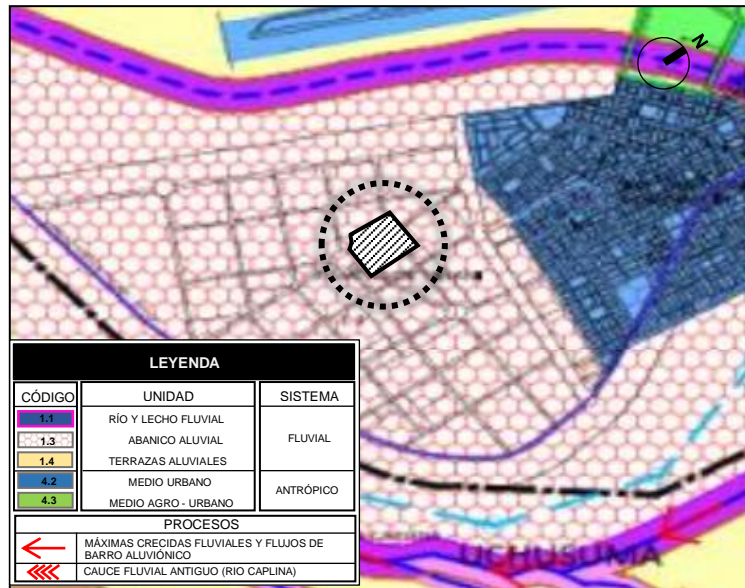 N
UCHUSUMA
LEYENDA
CÓDIGO UNIDAD SISTEMA
1.1 RÍO Y LECHO FLUVIAL
1.3 ABANICO ALUVIAL
FLUVIAL
1.4 TERRAZAS ALUVIALES
4.2 MEDIO URBANO
4.3 MEDIO AGRO - URBANO
ANTRÓPICO
PROCESOS
MÁXIMAS CRECIDAS FLUVIALES Y FLUJOS DE
BARRO ALUVIÓNICO
CAUCE FLUVIAL ANTIGUO (RIO CAPLINA)